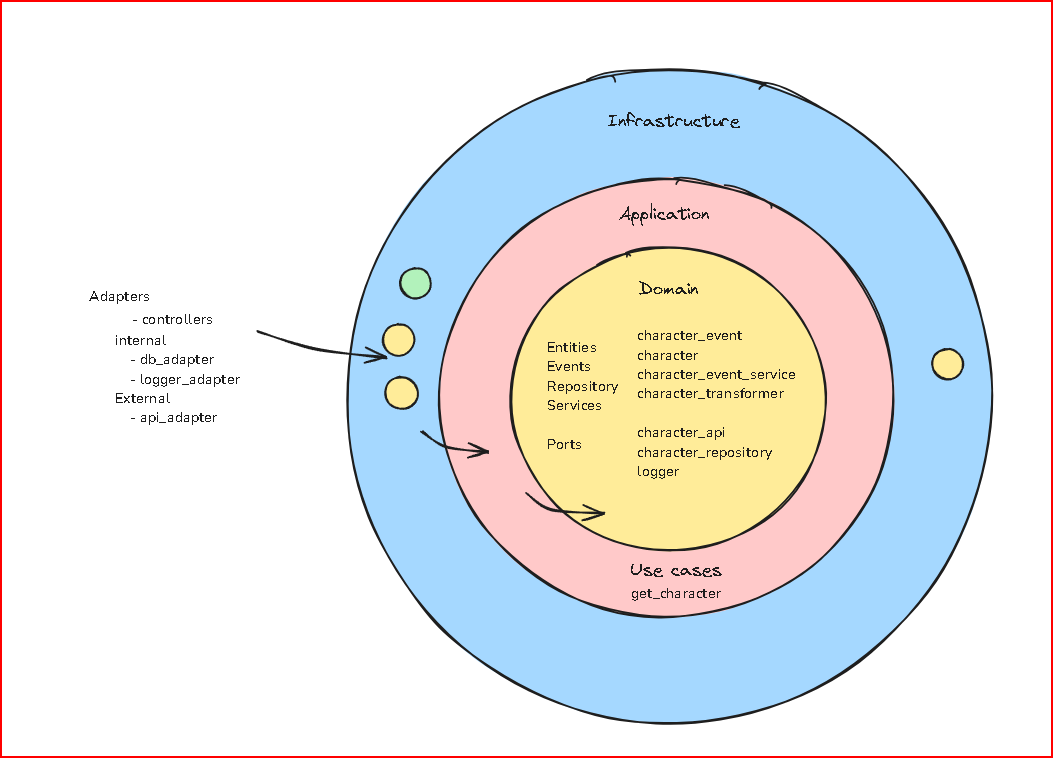 Infrastructure
Application
Domain
Adapters
- controllers
internal
- db_adapter
- logger_adapter
External
- api_adapter
Entities
Events
Repository
Services
Ports
character_event
character
character_event_service
character_transformer
character_api
character_repository
logger
Use cases
get_character